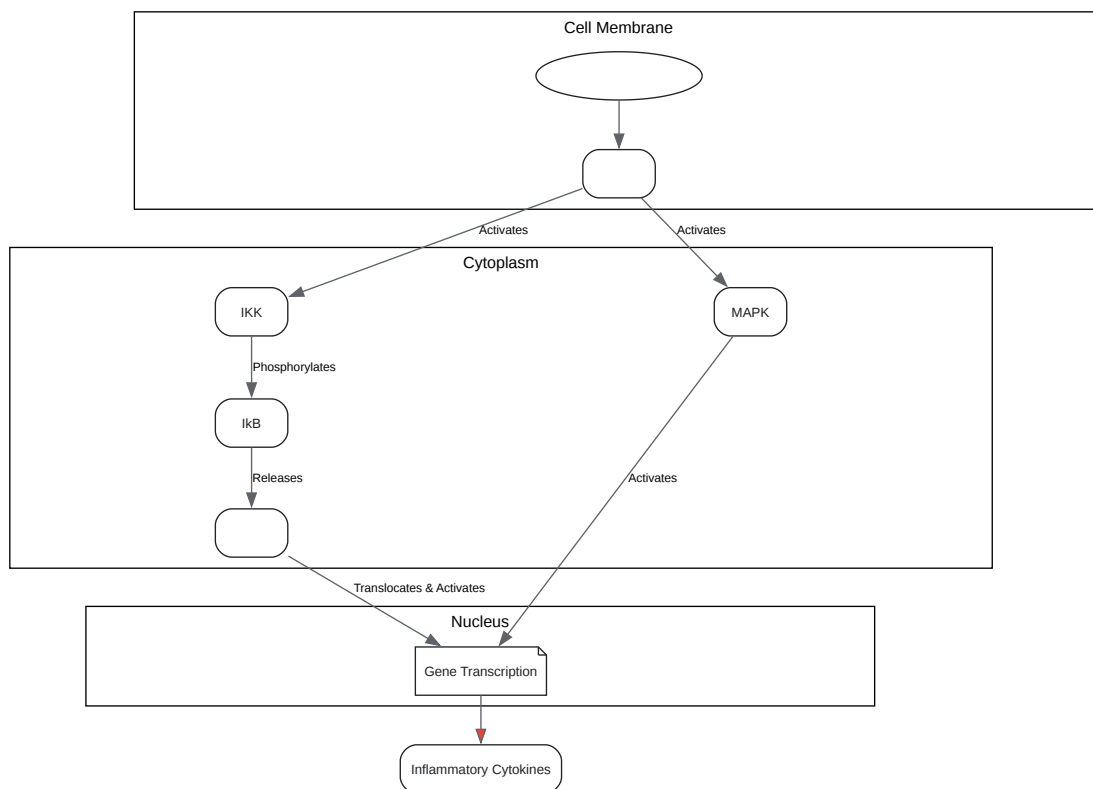 Cell Membrane
Activates
Activates
Cytoplasm
IKK
MAPK
Phosphorylates
IkB
Releases
Activates
Translocates & Activates
Nucleus
Gene Transcription
Inflammatory Cytokines